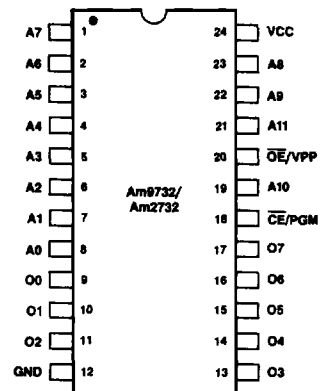 A7 1 24 VCC
A6 2 23 A8
A5 3 22 A9
A4 4 21 A11
A3 5 20 O̅E̅/VPP
A2 6 19 A10
Am9732/
Am2732
A1 7 18 C̅E̅/PGM
A0 8 17 O7
O0 9 16 O6
O1 10 15 O5
O2 11 14 O4
GND 12 13 O3